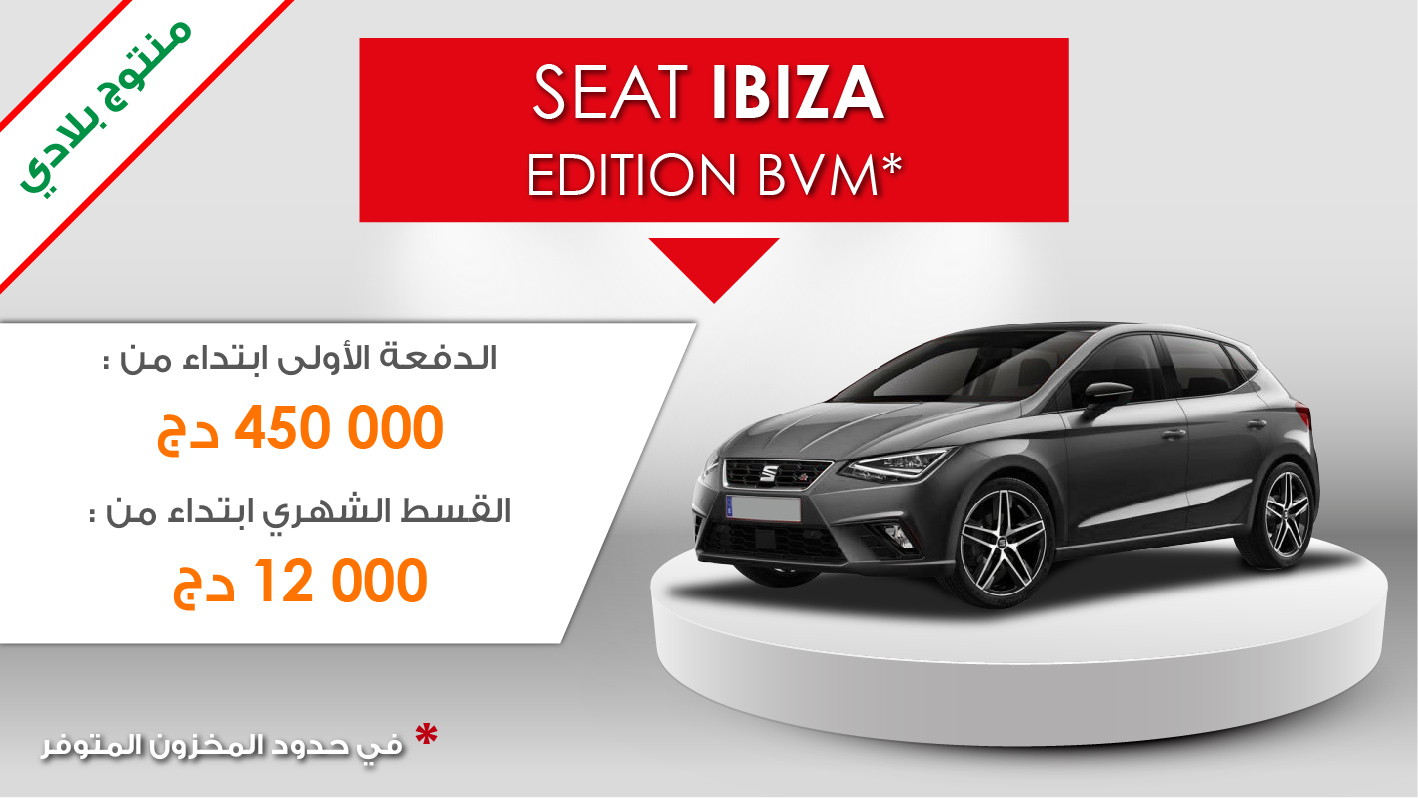 منتوج بلادي
SEAT IBIZA
EDITION BVM*
الدفعة الأولى ابتداء من :
450 000 دج
القسط الشهري ابتداء من :
12 000 دج
* في حدود المخزون المتوفر